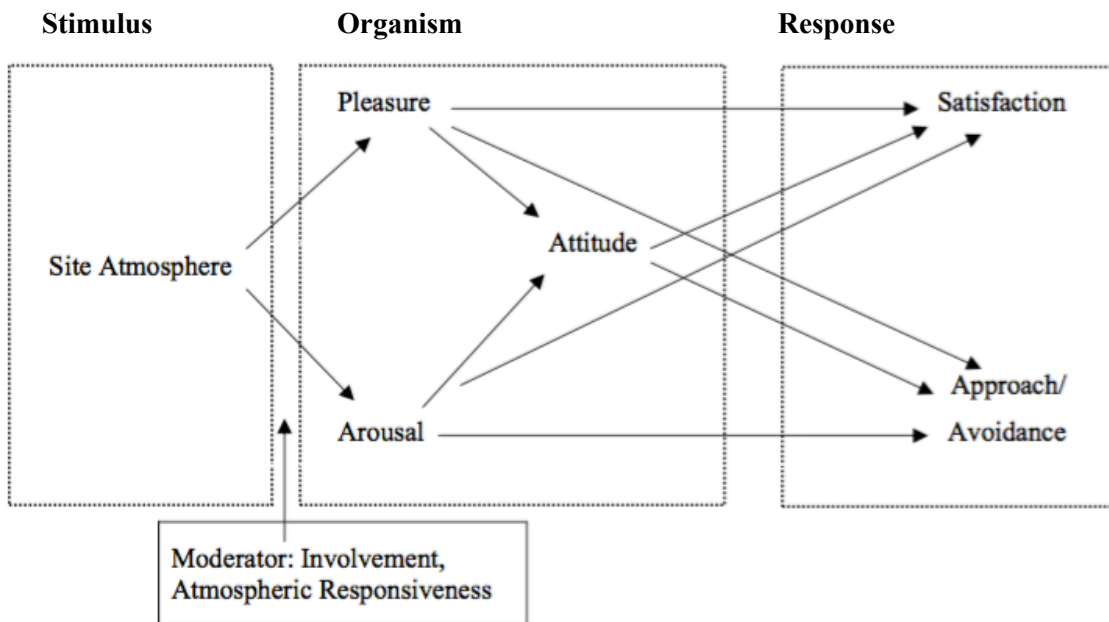 Stimulus
Organism
Response
Pleasure
Satisfaction
Attitude
Site Atmosphere
Approach/
Arousal
Avoidance
Moderator: Involvement,
Atmospheric Responsiveness